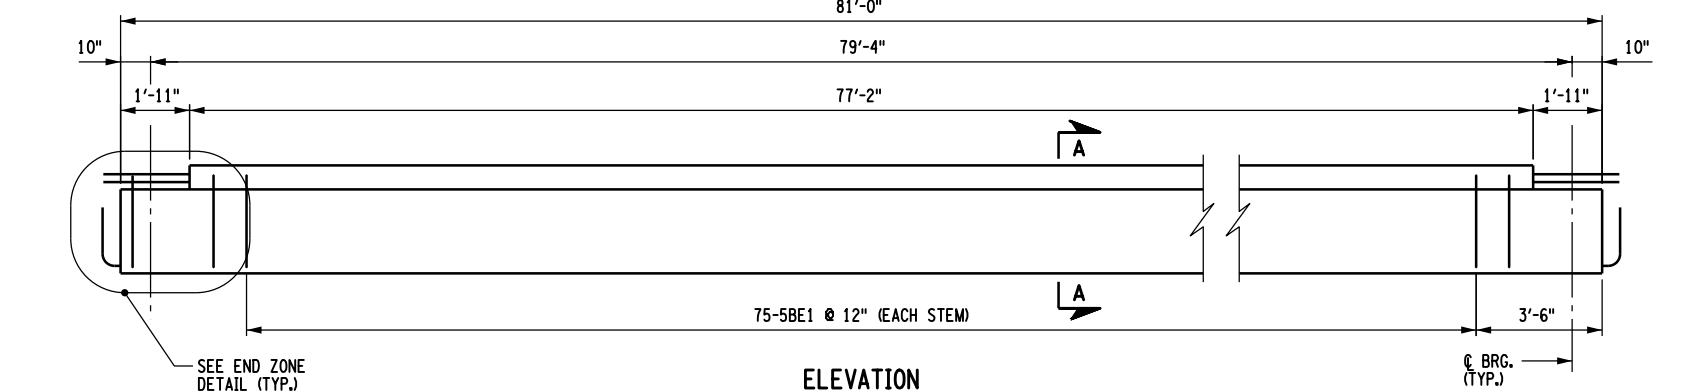 81'-0"
10"
79'-4"
10"
1'-11"
77'-2"
1'-11"
A
A
75-5BE1 @ 12" (EACH STEM)
3'-6"
SEE END ZONE
DETAIL (TYP.)
ELEVATION
℄ BRG.
(TYP.)